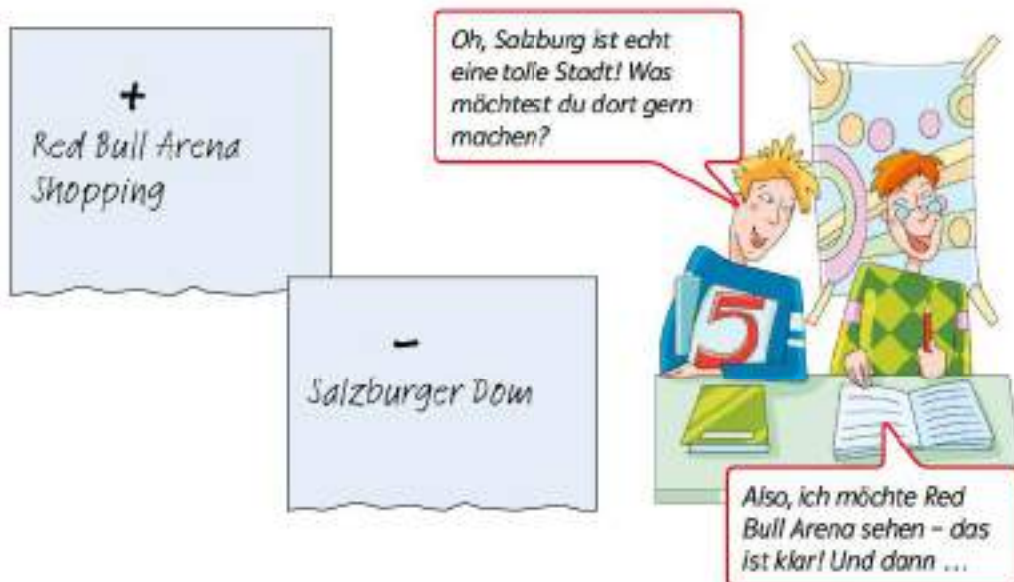 +
Red Bull Arena
Shopping
-
Salzburger Dom
Oh, Salzburg ist echt
eine tolle Stadt! Was
möchtest du dort gern
machen?
5
Also, ich möchte Red
Bull Arena sehen – das
ist klar! Und dann ...